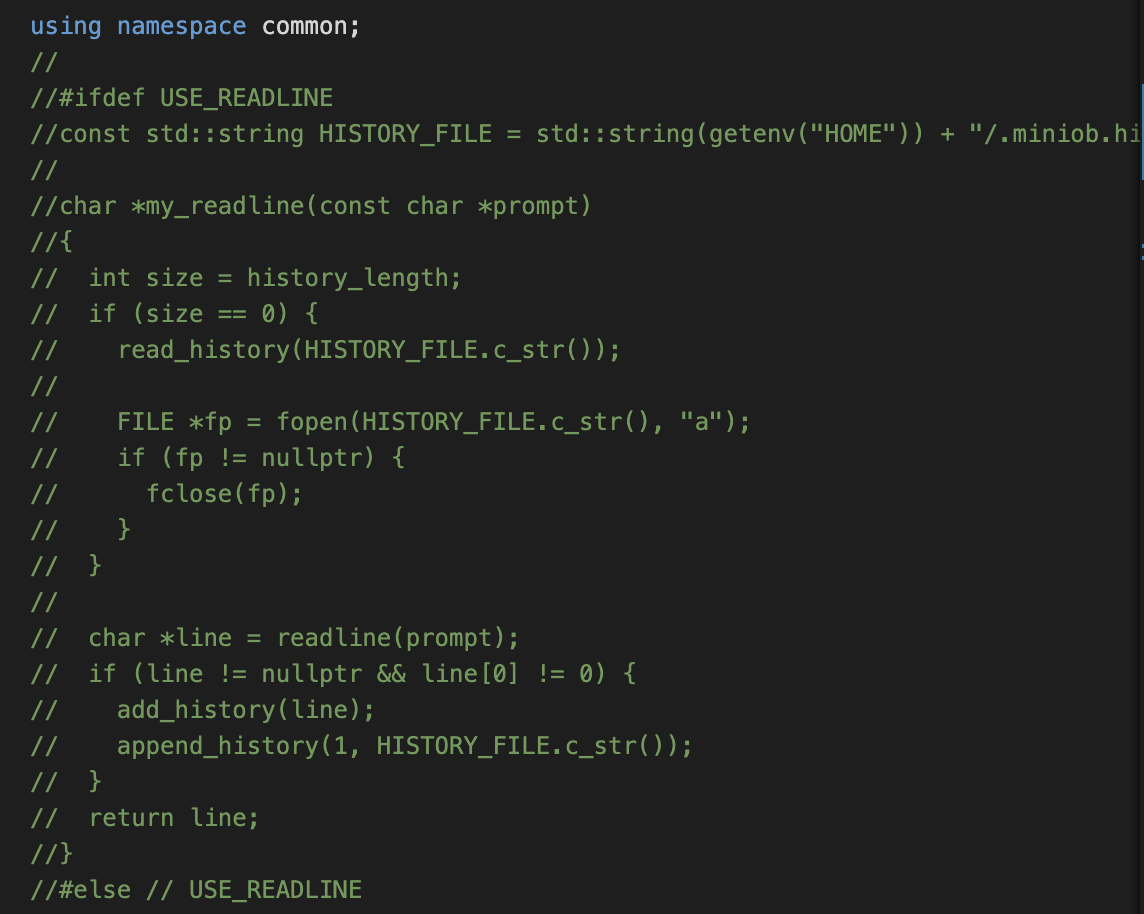 using namespace common;
//
//#ifdef USE_READLINE
//const std::string HISTORY_FILE = std::string(getenv("HOME")) + "/.miniob.hi
//
//char *my_readline(const char *prompt)
//{
//  int size = history_length;
//  if (size == 0) {
//    read_history(HISTORY_FILE.c_str());
//
//    FILE *fp = fopen(HISTORY_FILE.c_str(), "a");
//    if (fp != nullptr) {
//      fclose(fp);
//    }
//  }
//
//  char *line = readline(prompt);
//  if (line != nullptr && line[0] != 0) {
//    add_history(line);
//    append_history(1, HISTORY_FILE.c_str());
//  }
//  return line;
//}
//#else // USE_READLINE